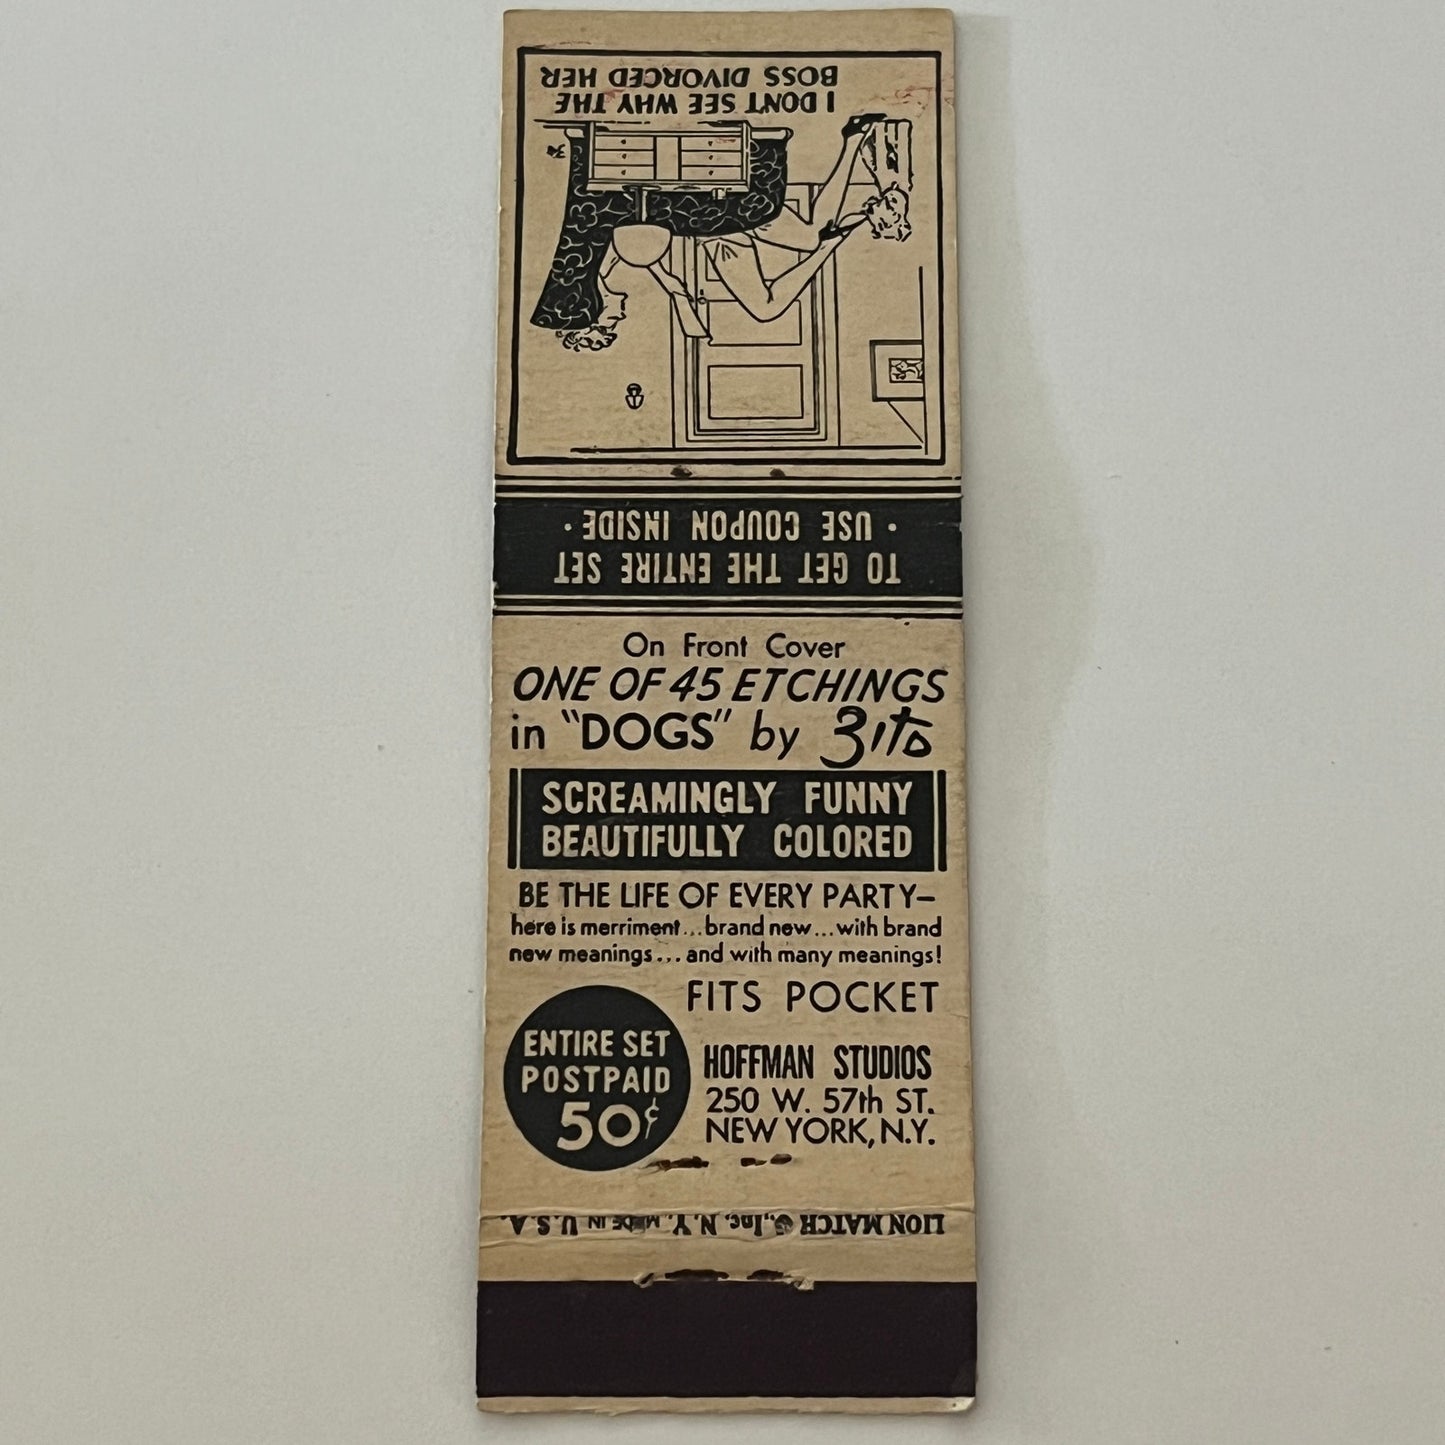 I DON'T SEE WHY THE
BOSS DIVORCED HER
TO GET THE ENTIRE SET
• USE COUPON INSIDE •
On Front Cover
ONE OF 45 ETCHINGS
in "DOGS" by Zito
SCREAMINGLY FUNNY
BEAUTIFULLY COLORED
BE THE LIFE OF EVERY PARTY–
here is merriment...brand new...with brand
new meanings...and with many meanings!
FITS POCKET
ENTIRE SET
POSTPAID
50¢
HOFFMAN STUDIOS
250 W. 57th ST.
NEW YORK, N.Y.
LION MATCH Co., Inc. N.Y. MADE IN U.S.A.